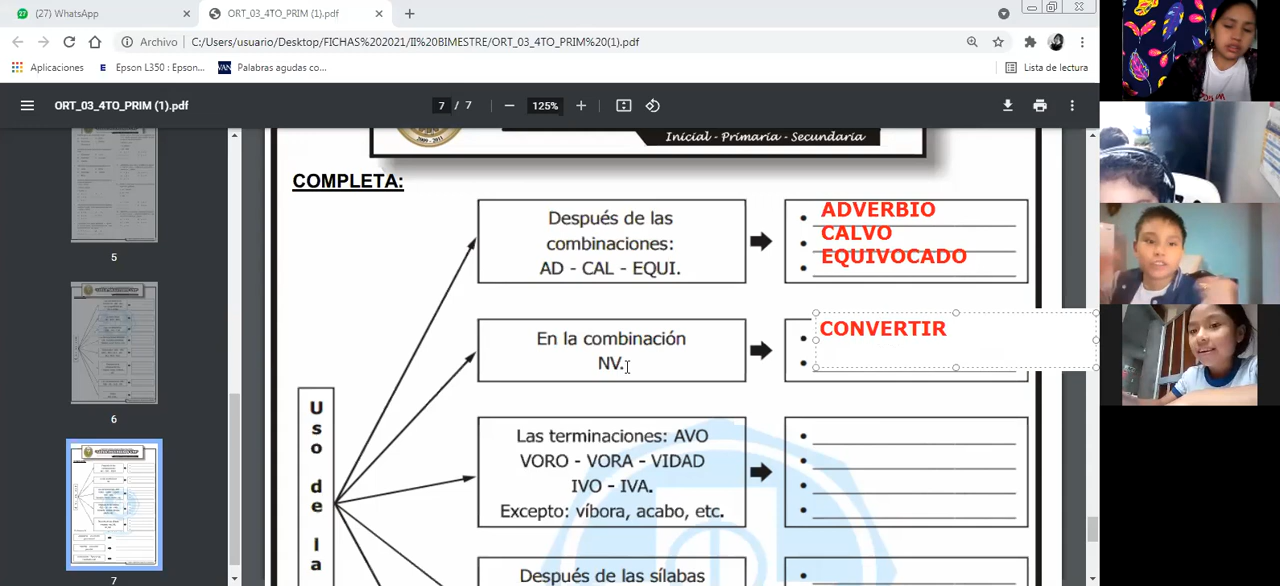 (27) WhatsApp
ORT_03_4TO_PRIM (1).pdf
Archivo
C:/Users/usuario/Desktop/FICHAS%202021/II%20BIMESTRE/ORT_03_4TO_PRIM%20(1).pdf
Aplicaciones
E Epson L350 : Epson...
Palabras agudas co...
Lista de lectura
ORT_03_4TO_PRIM (1).pdf
7 / 7
125%
5
6
7
Inicial - Primaria - Secundaria
COMPLETA:
Después de las
combinaciones:
AD - CAL - EQUI.
• ADVERBIO
• CALVO
• EQUIVOCADO
En la combinación
NV.
• CONVERTIR
•
Las terminaciones: AVO
VORO - VORA - VIDAD
IVO - IVA.
Excepto: víbora, acabo, etc.
Después de las sílabas
Uso
de
la